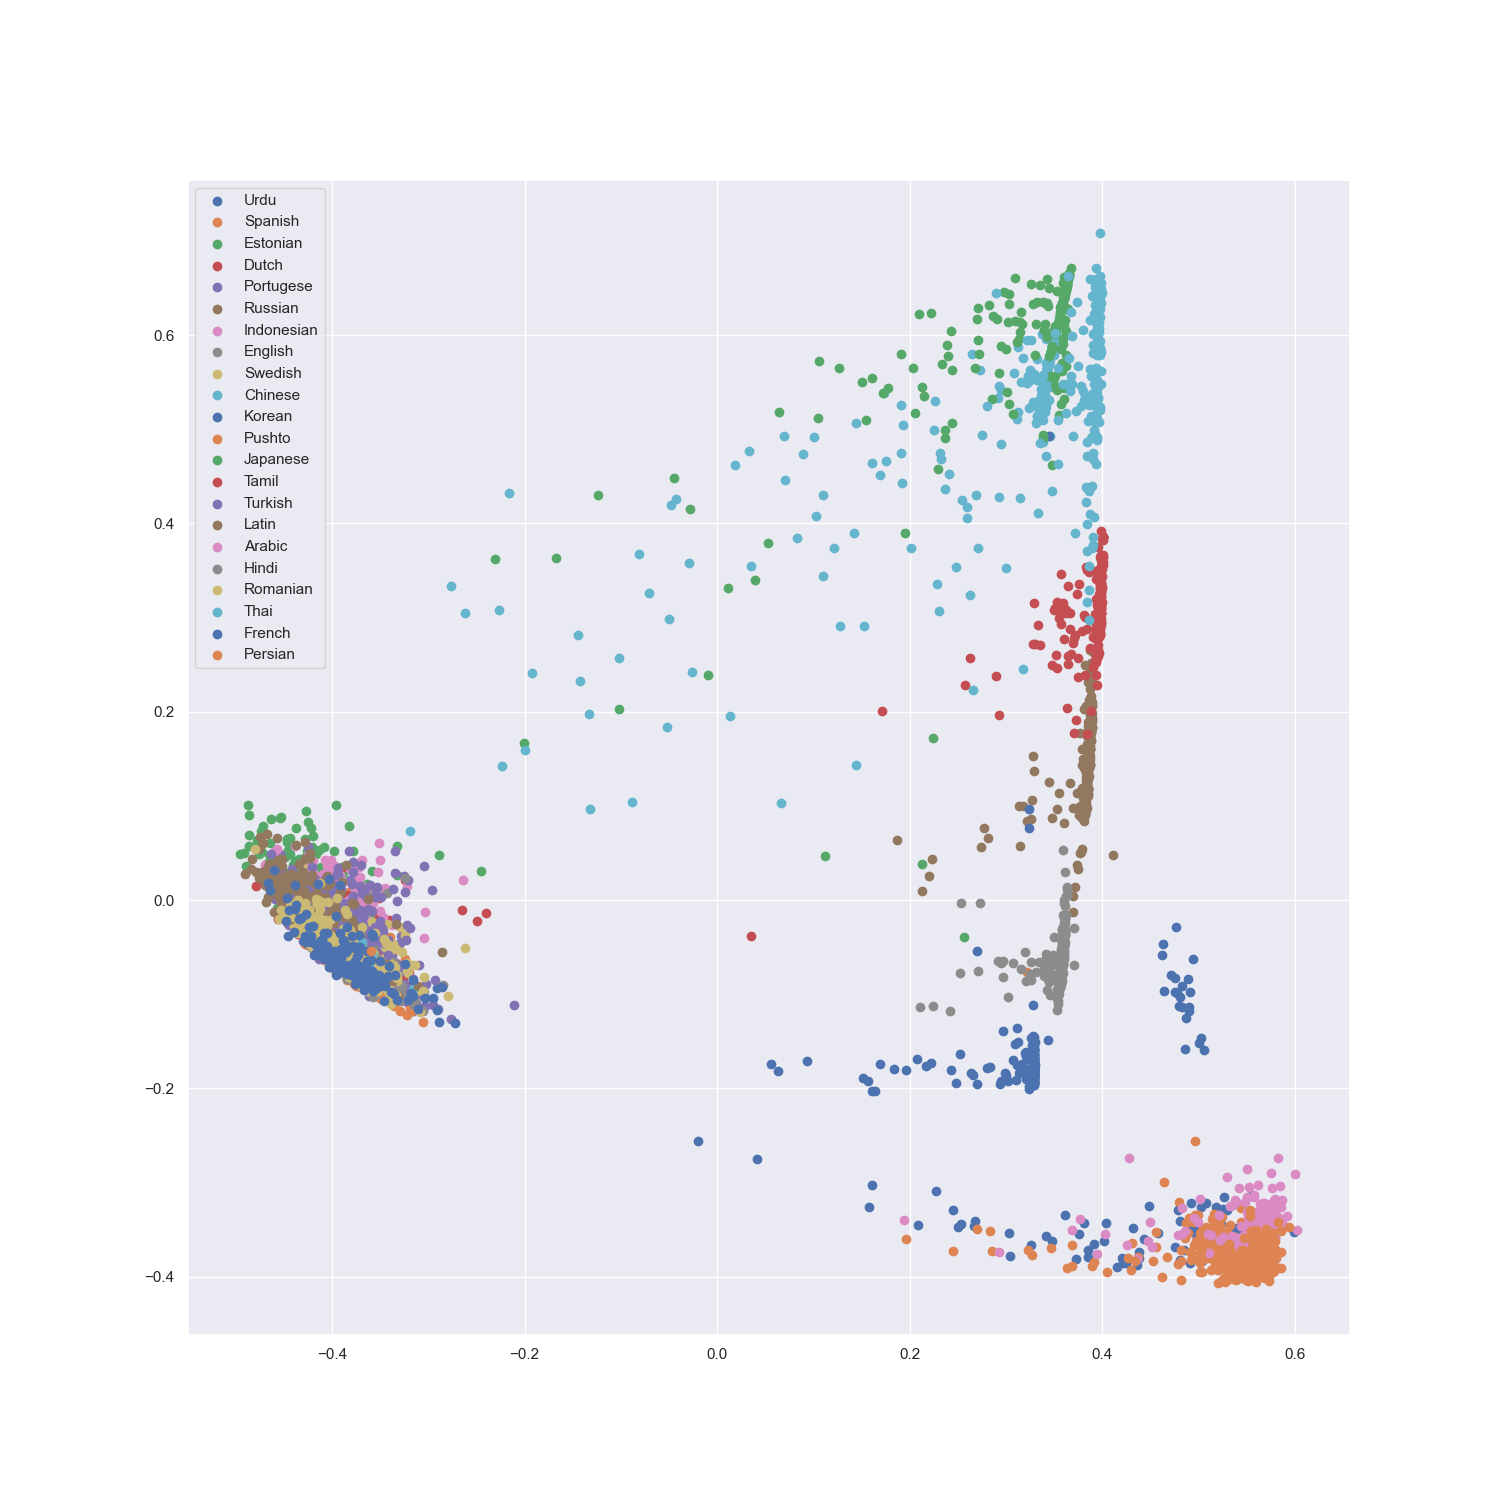 Urdu
Spanish
Estonian
Dutch
Portugese
Russian
Indonesian
English
Swedish
Chinese
Korean
Pushto
Japanese
Tamil
Turkish
Latin
Arabic
Hindi
Romanian
Thai
French
Persian
0.6
0.4
0.2
0.0
−0.2
−0.4
−0.4 −0.2 0.0 0.2 0.4 0.6